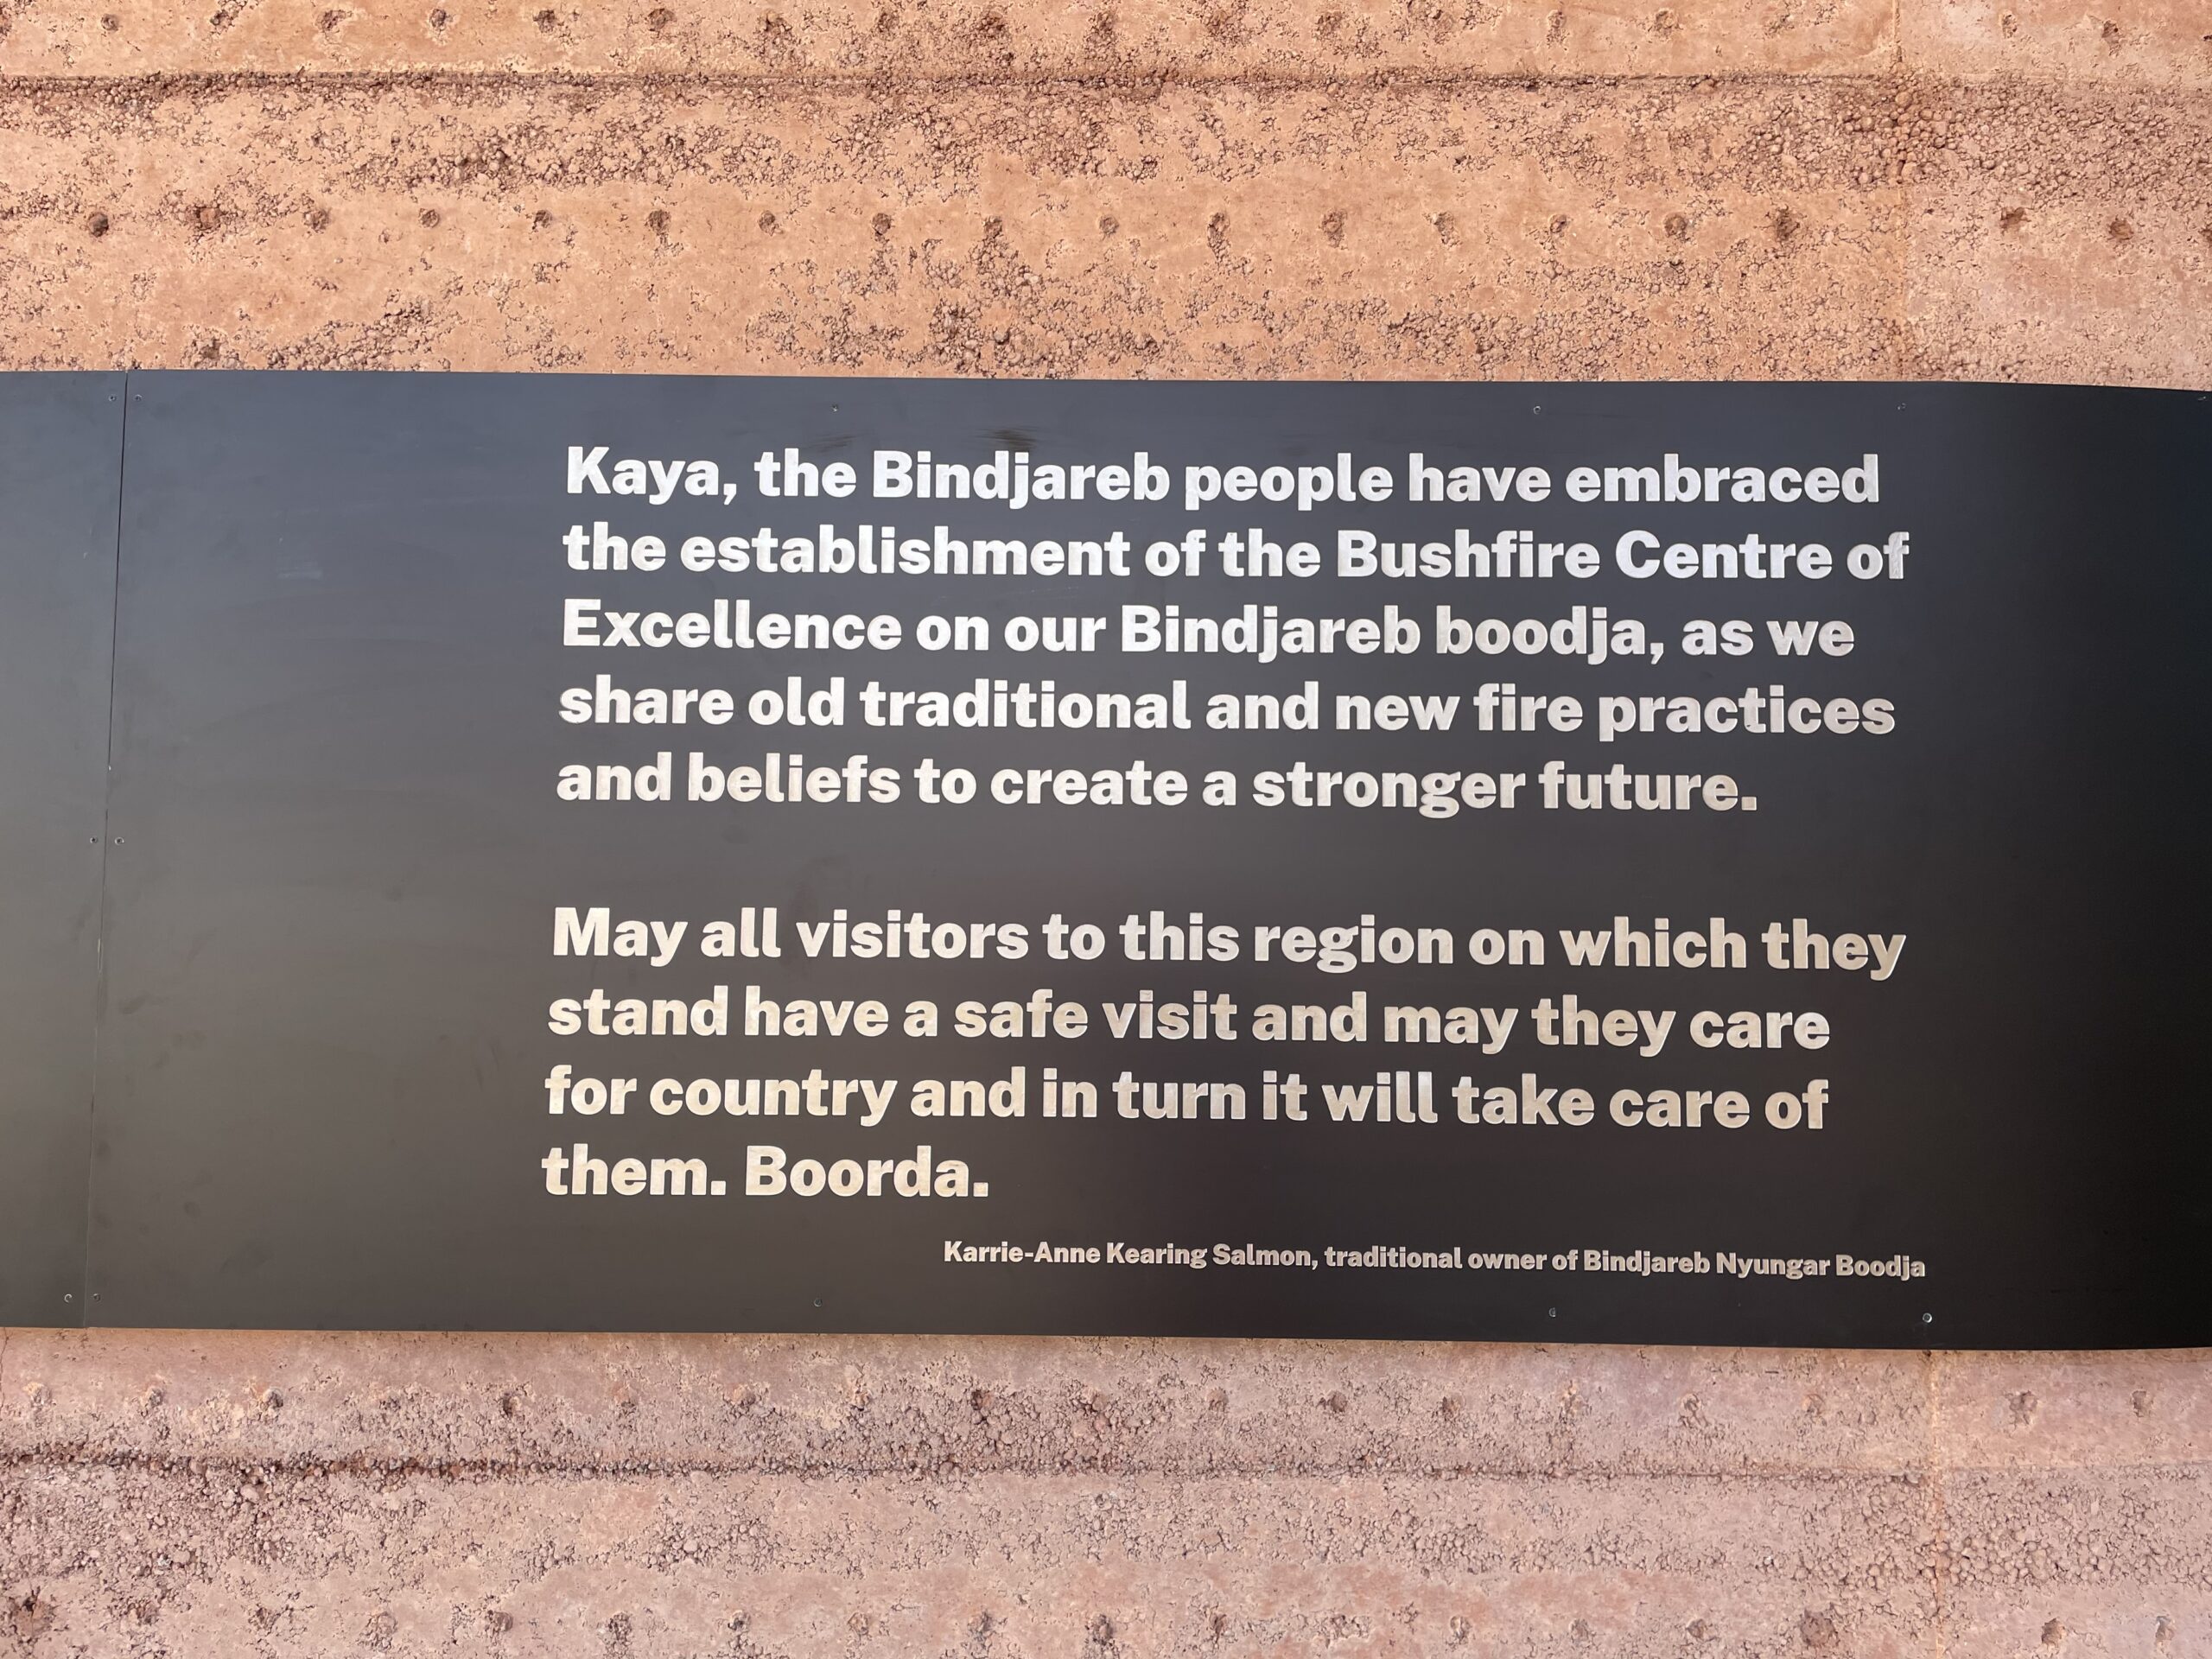 Kaya, the Bindjareb people have embraced
the establishment of the Bushfire Centre of
Excellence on our Bindjareb boodja, as we
share old traditional and new fire practices
and beliefs to create a stronger future.
May all visitors to this region on which they
stand have a safe visit and may they care
for country and in turn it will take care of
them. Boorda.
Karrie-Anne Kearing Salmon, traditional owner of Bindjareb Nyungar Boodja